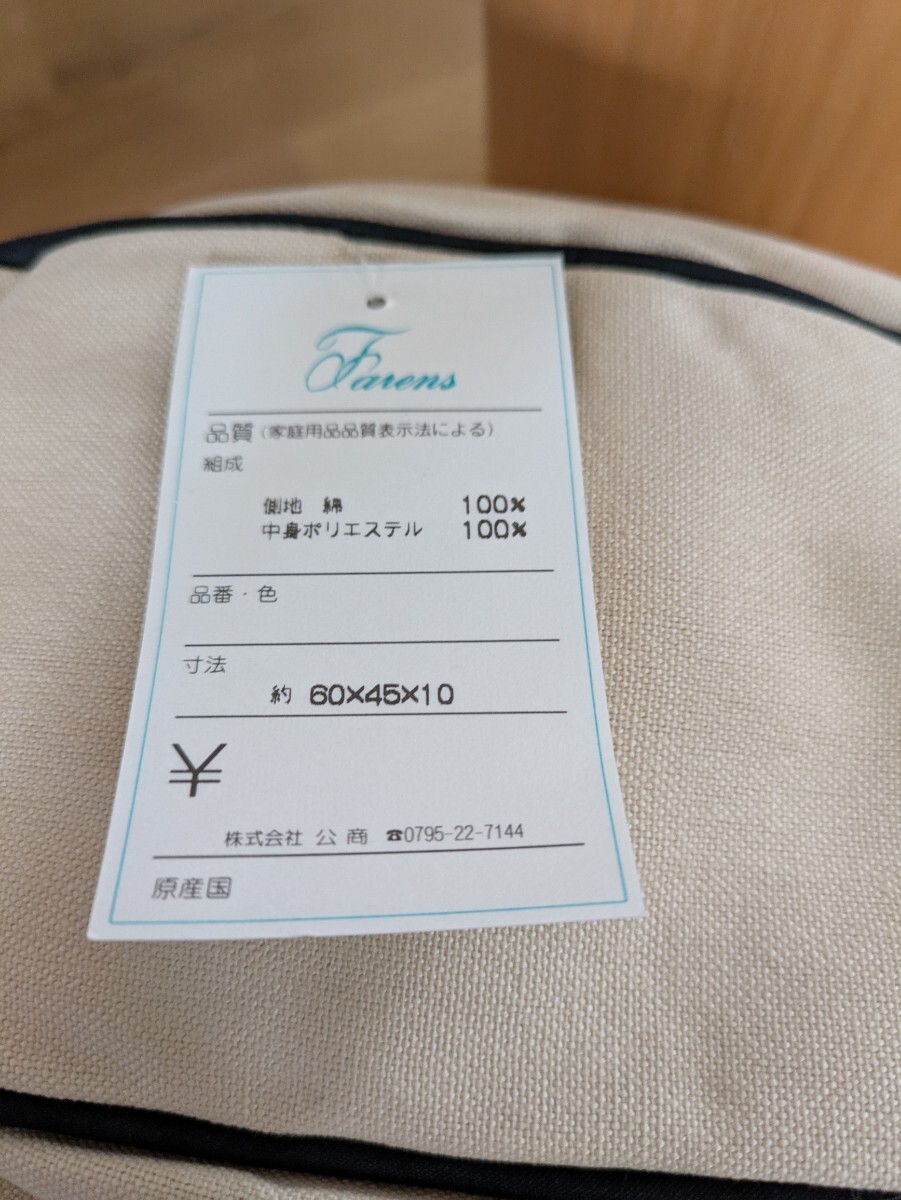 Farens
品質(家庭用品品質表示法による)
組成
側地 綿 100%
中身ポリエステル 100%
品番・色
寸法
約 60×45×10
¥
株式会社 公商 ☎0795-22-7144
原産国